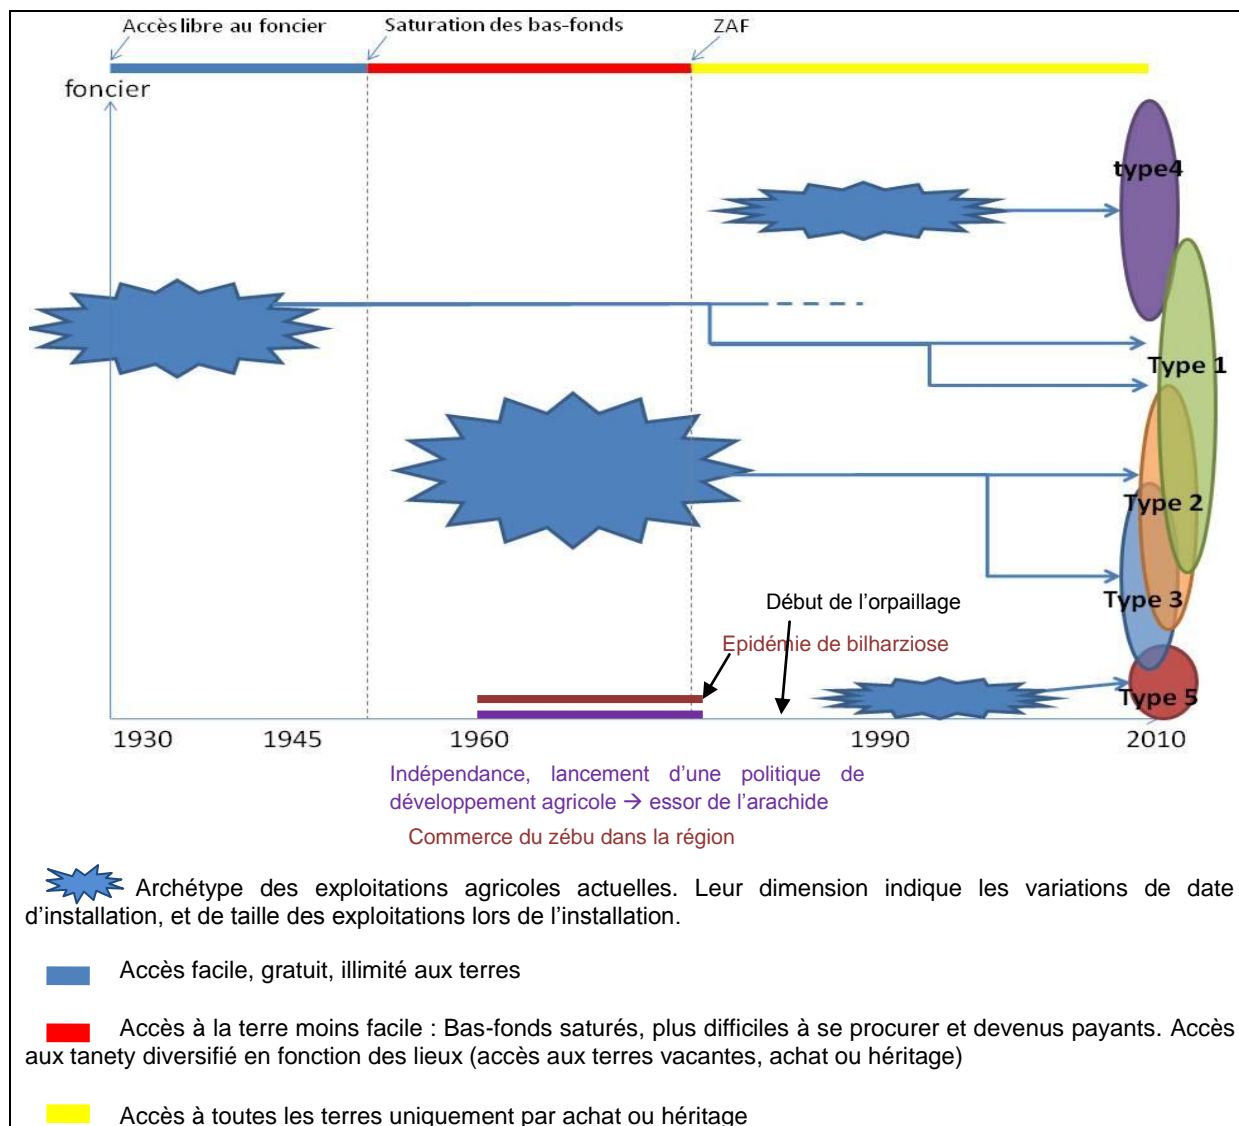 Accès libre au foncier
Saturation des bas-fonds
ZAF
foncier
type4
Type 1
Type 2
Type 3
Début de l’orpaillage
Epidémie de bilharziose
Type 5
1930
1945
1960
1990
2010
Indépendance, lancement d’une politique de
développement agricole → essor de l’arachide
Commerce du zébu dans la région
Archétype des exploitations agricoles actuelles. Leur dimension indique les variations de date
d’installation, et de taille des exploitations lors de l’installation.
Accès facile, gratuit, illimité aux terres
Accès à la terre moins facile : Bas-fonds saturés, plus difficiles à se procurer et devenus payants. Accès
aux tanety diversifié en fonction des lieux (accès aux terres vacantes, achat ou héritage)
Accès à toutes les terres uniquement par achat ou héritage